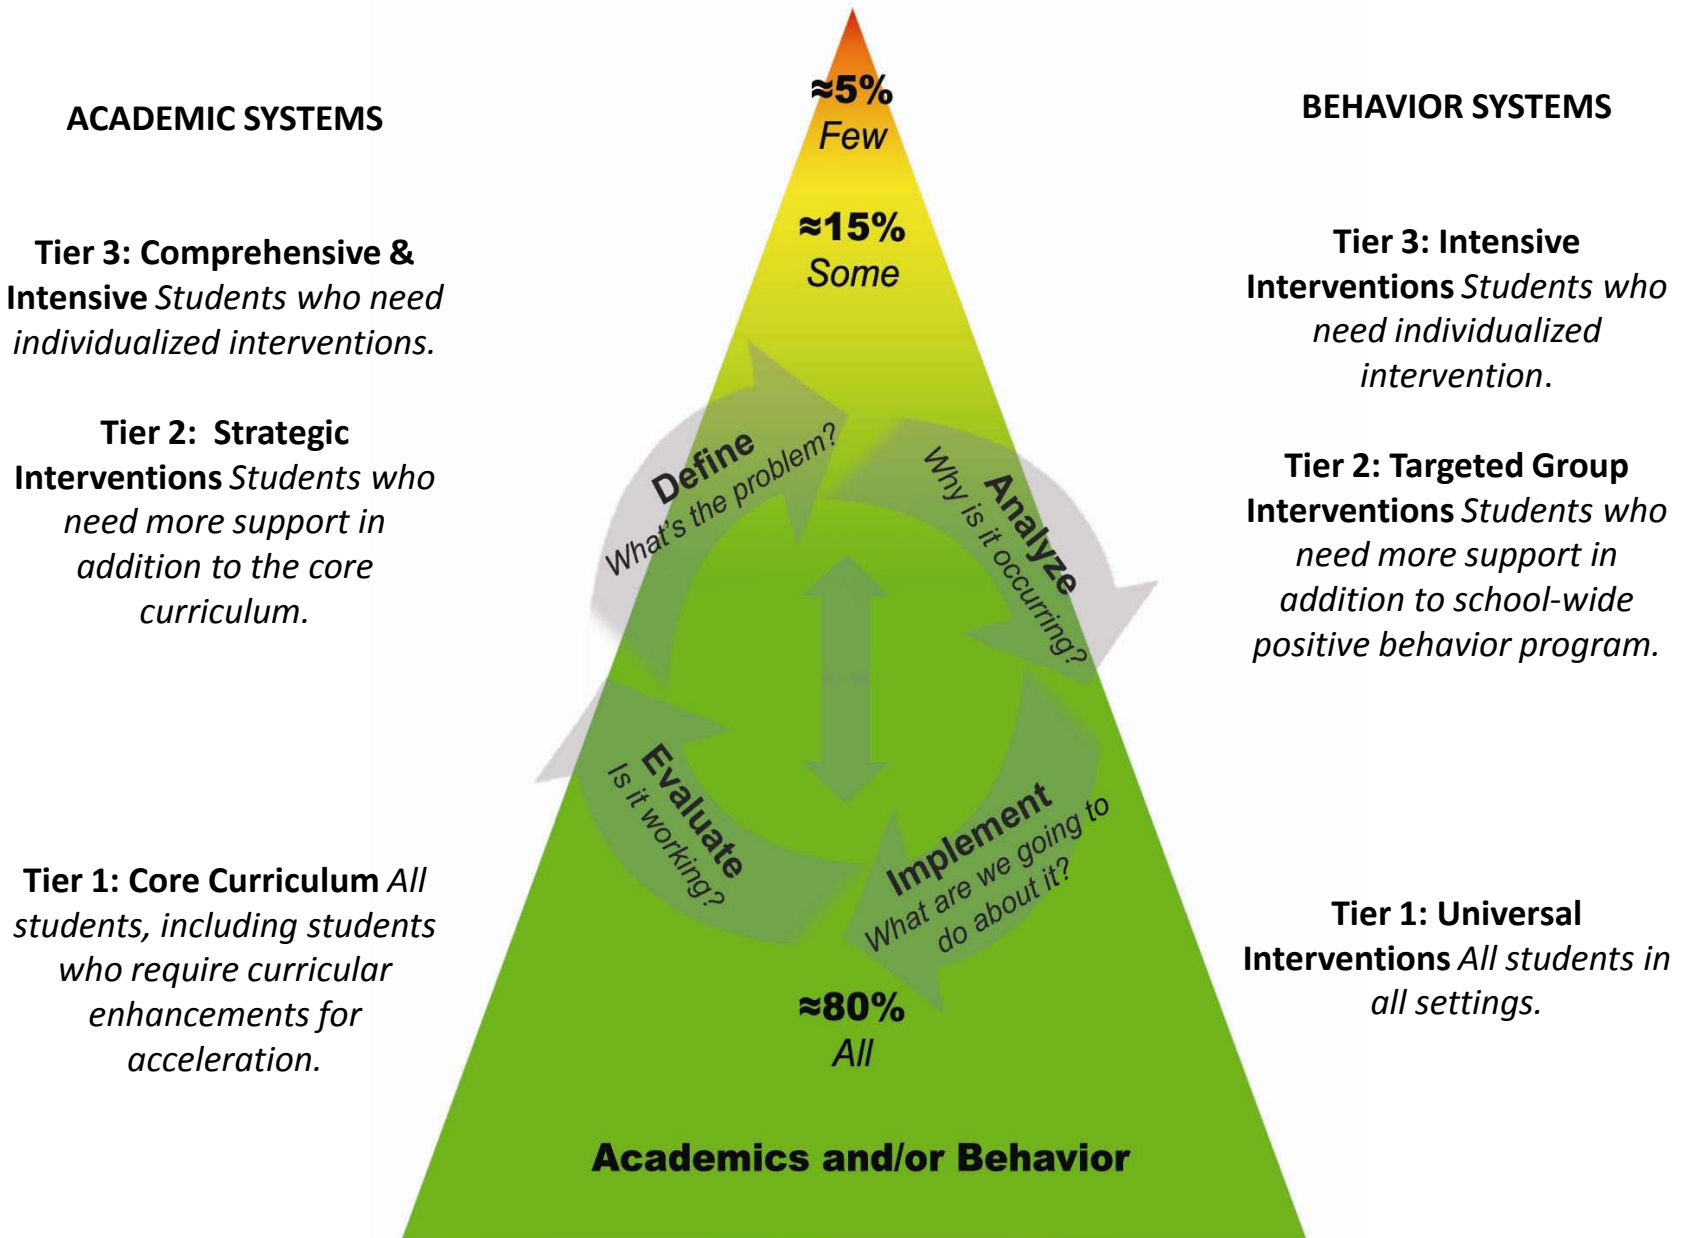 ACADEMIC SYSTEMS
Tier 3: Comprehensive &
Intensive Students who need
individualized interventions.
Tier 2:  Strategic
Interventions Students who
need more support in
addition to the core
curriculum.
Tier 1: Core Curriculum All
students, including students
who require curricular
enhancements for
acceleration.
≈5%
Few
≈15%
Some
Define
What's the problem?
Analyze
Why is it occurring?
Implement
What are we going to
do about it?
Evaluate
Is it working?
≈80%
All
Academics and/or Behavior
BEHAVIOR SYSTEMS
Tier 3: Intensive
Interventions Students who
need individualized
intervention.
Tier 2: Targeted Group
Interventions Students who
need more support in
addition to school-wide
positive behavior program.
Tier 1: Universal
Interventions All students in
all settings.